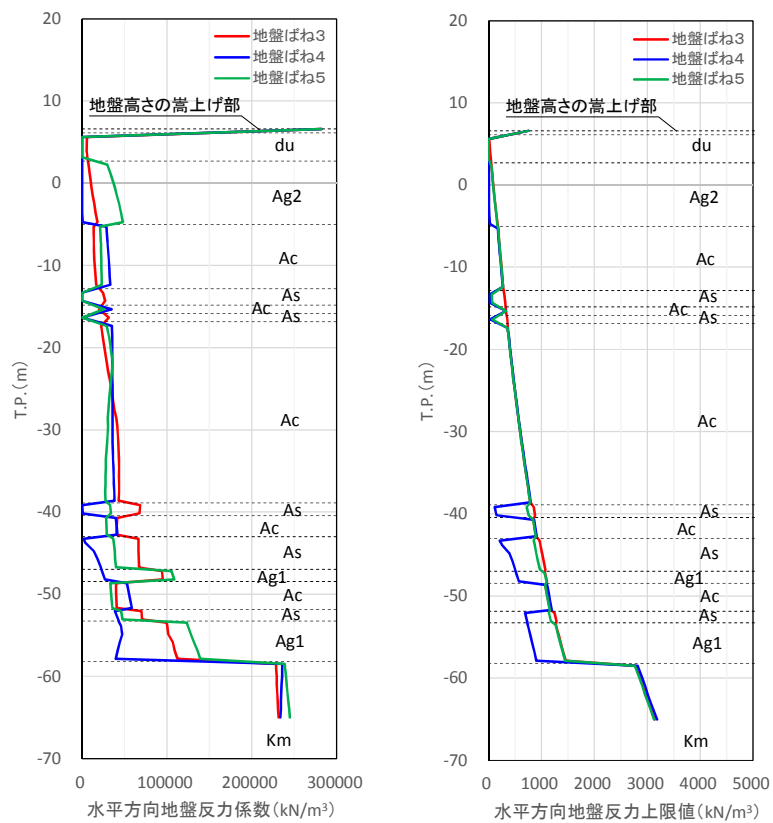 20
10
0
-10
-20
-30
-40
-50
-60
-70
T.P.(m)
地盤ばね3
地盤ばね4
地盤ばね5
地盤高さの嵩上げ部
du
Ag2
Ac
As
Ac
As
Ac
As
Ac
As
Ag1
Ac
As
Ag1
Km
0 100000 200000 300000
水平方向地盤反力係数(kN/m³)
20
10
0
-10
-20
-30
-40
-50
-60
-70
T.P.(m)
地盤ばね3
地盤ばね4
地盤ばね5
地盤高さの嵩上げ部
du
Ag2
Ac
As
Ac
As
Ac
As
Ac
As
Ag1
Ac
As
Ag1
Km
0 1000 2000 3000 4000 5000
水平方向地盤反力上限値(kN/m²)